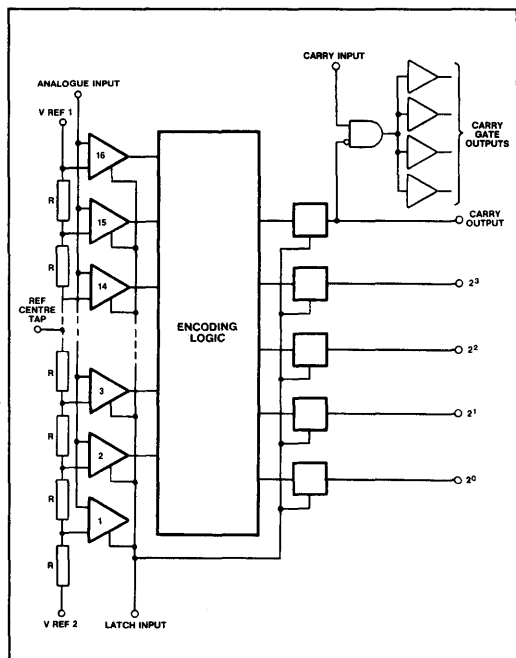 CARRY INPUT
ANALOGUE INPUT
V REF 1
CARRY
GATE
OUTPUTS
16
R
CARRY
OUTPUT
15
R
14
2³
REF
CENTRE
TAP
ENCODING
LOGIC
2²
R
3
R
2¹
2
R
2⁰
1
R
V REF 2
LATCH INPUT